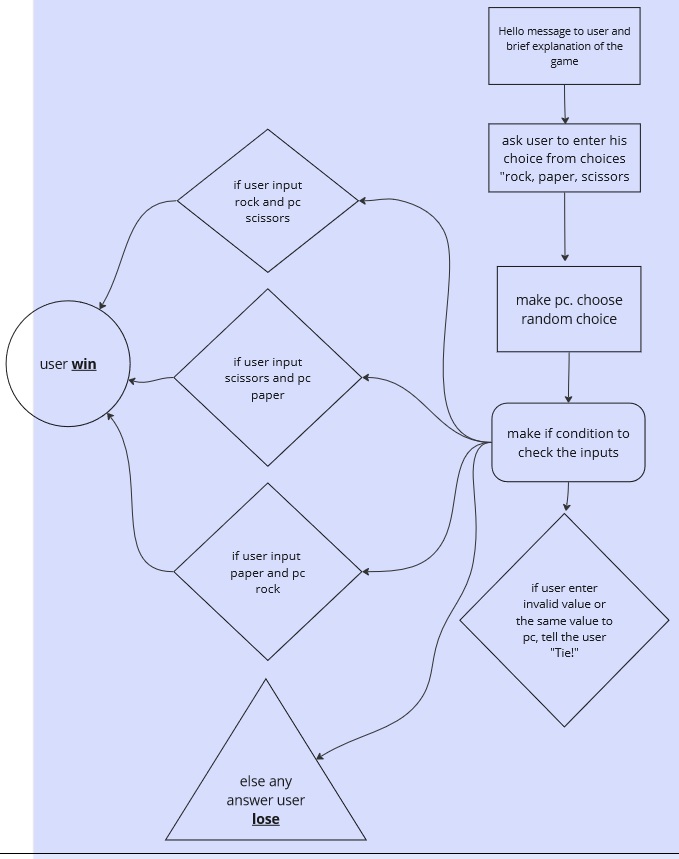 Hello message to user and
brief explanation of the
game
ask user to enter his
choice from choices
"rock, paper, scissors
make pc. choose
random choice
make if condition to
check the inputs
if user enter
invalid value or
the same value to
pc, tell the user
"Tie!"
if user input
rock and pc
scissors
if user input
scissors and pc
paper
if user input
paper and pc
rock
user win
else any
answer user
lose